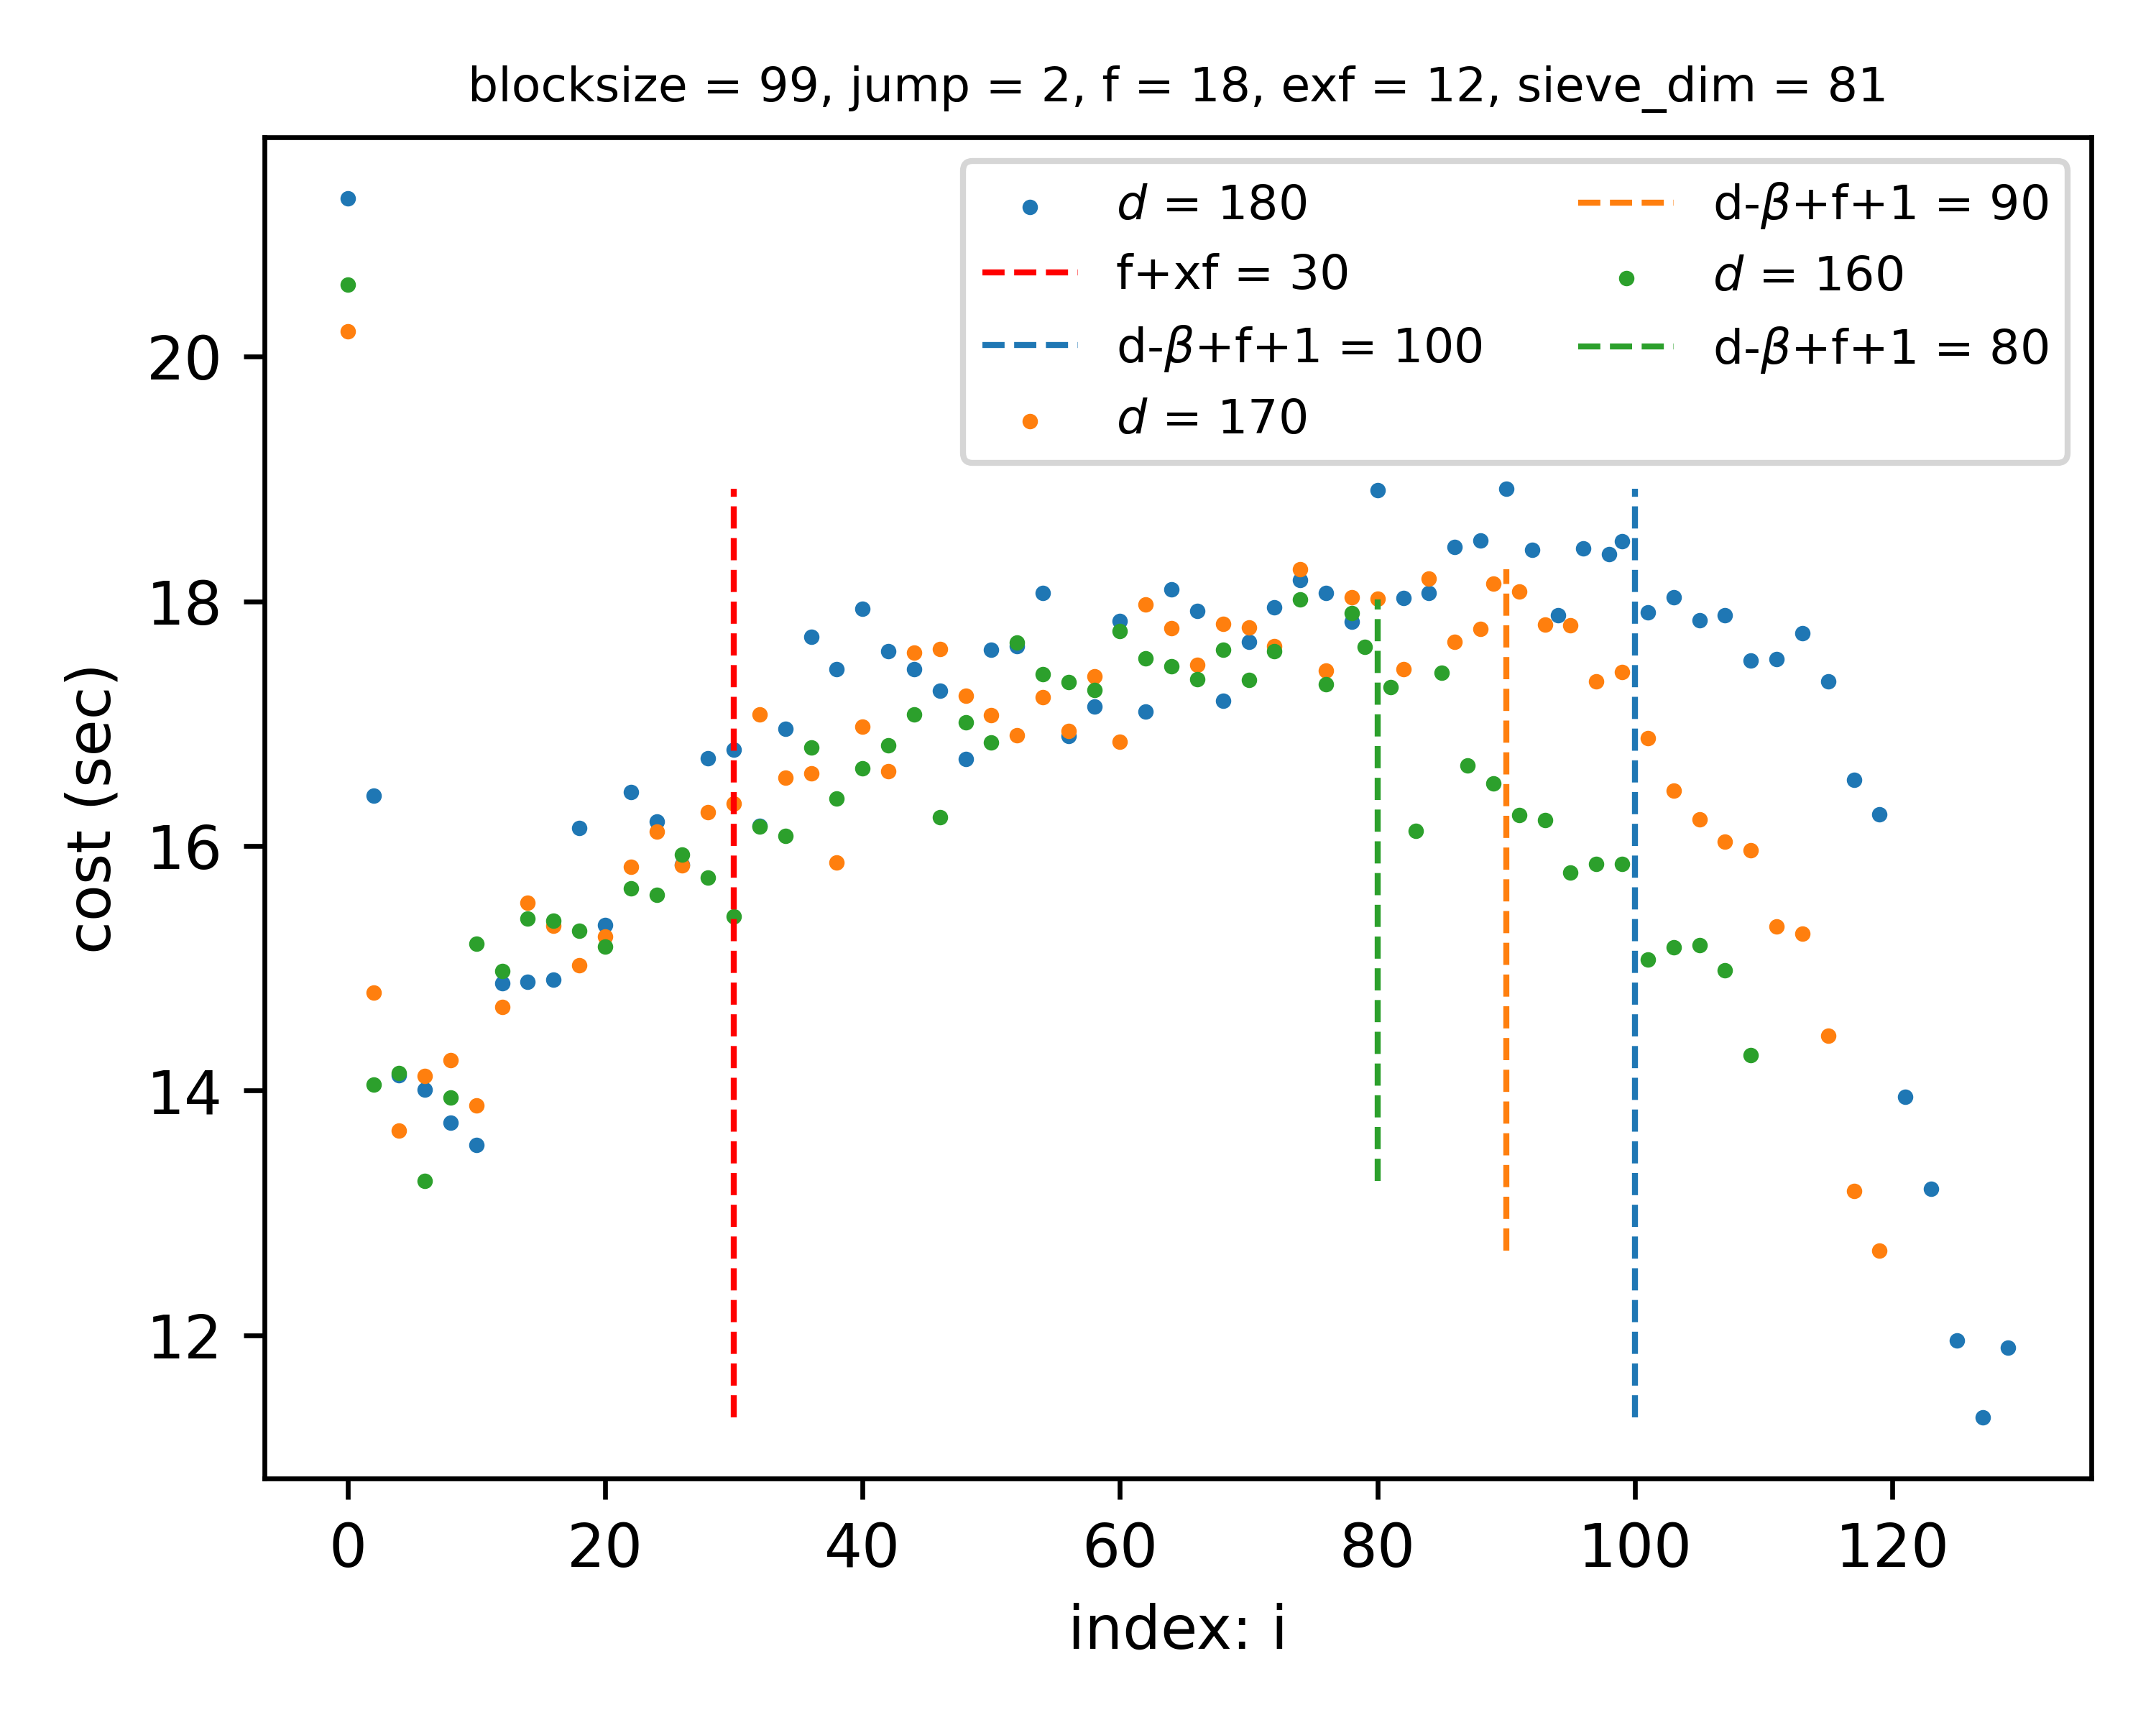 blocksize = 99, jump = 2, f = 18, exf = 12, sieve_dim = 81
d = 180
f+xf = 30
d-β+f+1 = 100
d = 170
d-β+f+1 = 90
d = 160
d-β+f+1 = 80
cost (sec)
20
18
16
14
12
0 20 40 60 80 100 120
index: i